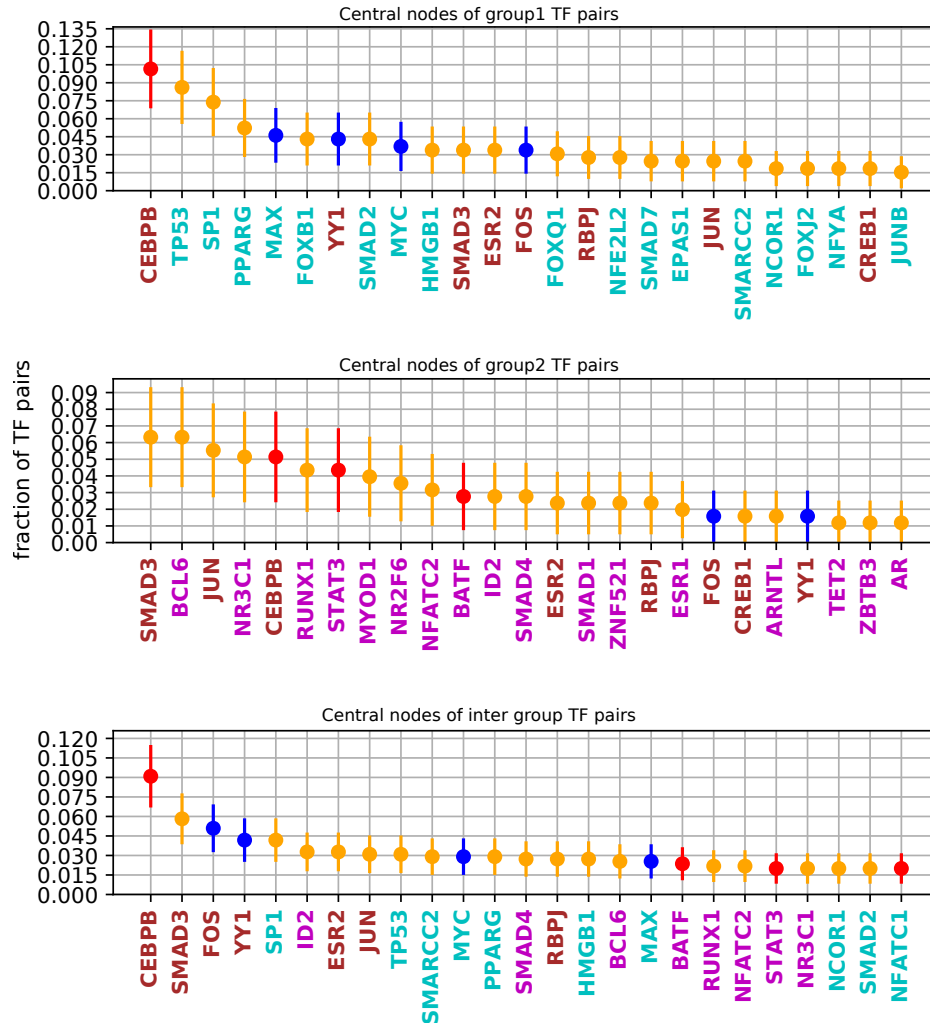 Central nodes of group1 TF pairs
0.135
0.120
0.105
0.090
0.075
0.060
0.045
0.030
0.015
0.000
CEBPB
TP53
SP1
PPARG
MAX
FOXB1
YY1
SMAD2
MYC
HMGB1
SMAD3
ESR2
FOS
FOXQ1
RBPJ
NFE2L2
SMAD7
EPAS1
JUN
SMARCC2
NCOR1
FOXJ2
NFYA
CREB1
JUNB
fraction of TF pairs
Central nodes of group2 TF pairs
0.09
0.08
0.07
0.06
0.05
0.04
0.03
0.02
0.01
0.00
SMAD3
BCL6
JUN
NR3C1
CEBPB
RUNX1
STAT3
MYOD1
NR2F6
NFATC2
BATF
ID2
SMAD4
ESR2
SMAD1
ZNF521
RBPJ
ESR1
FOS
CREB1
ARNTL
YY1
TET2
ZBTB3
AR
Central nodes of inter group TF pairs
0.120
0.105
0.090
0.075
0.060
0.045
0.030
0.015
0.000
CEBPB
SMAD3
FOS
YY1
SP1
ID2
ESR2
JUN
TP53
SMARCC2
MYC
PPARG
SMAD4
RBPJ
HMGB1
BCL6
MAX
BATF
RUNX1
NFATC2
STAT3
NR3C1
NCOR1
SMAD2
NFATC1